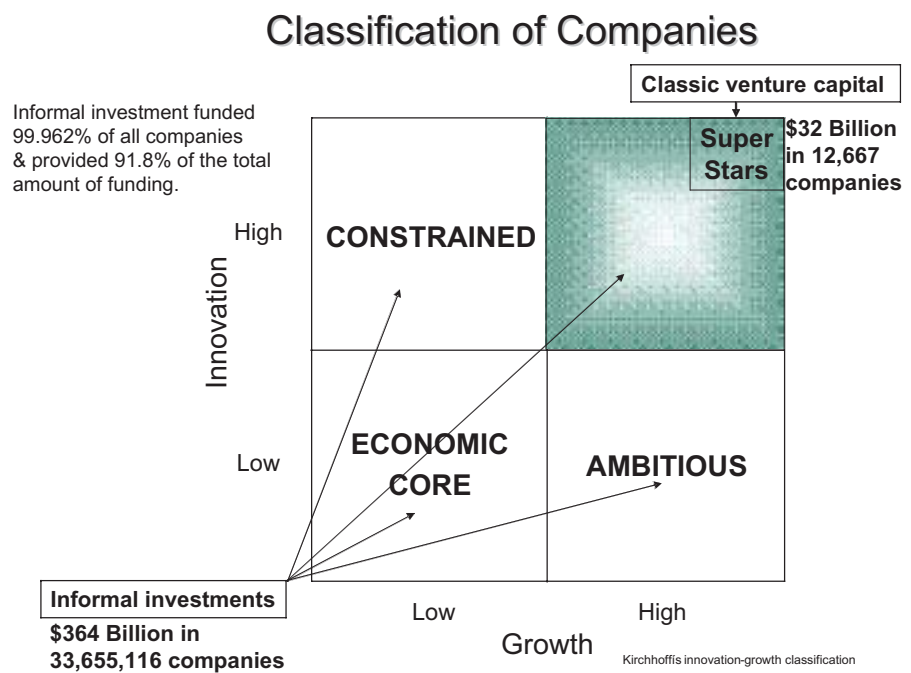 Classification of Companies
Classic venture capital
Informal investment funded
99.962% of all companies
& provided 91.8% of the total
amount of funding.
Super
Stars
$32 Billion
in 12,667
companies
High
CONSTRAINED
Innovation
ECONOMIC
CORE
Low
AMBITIOUS
Informal investments
$364 Billion in
33,655,116 companies
Low
High
Growth
Kirchhoffís innovation-growth classification